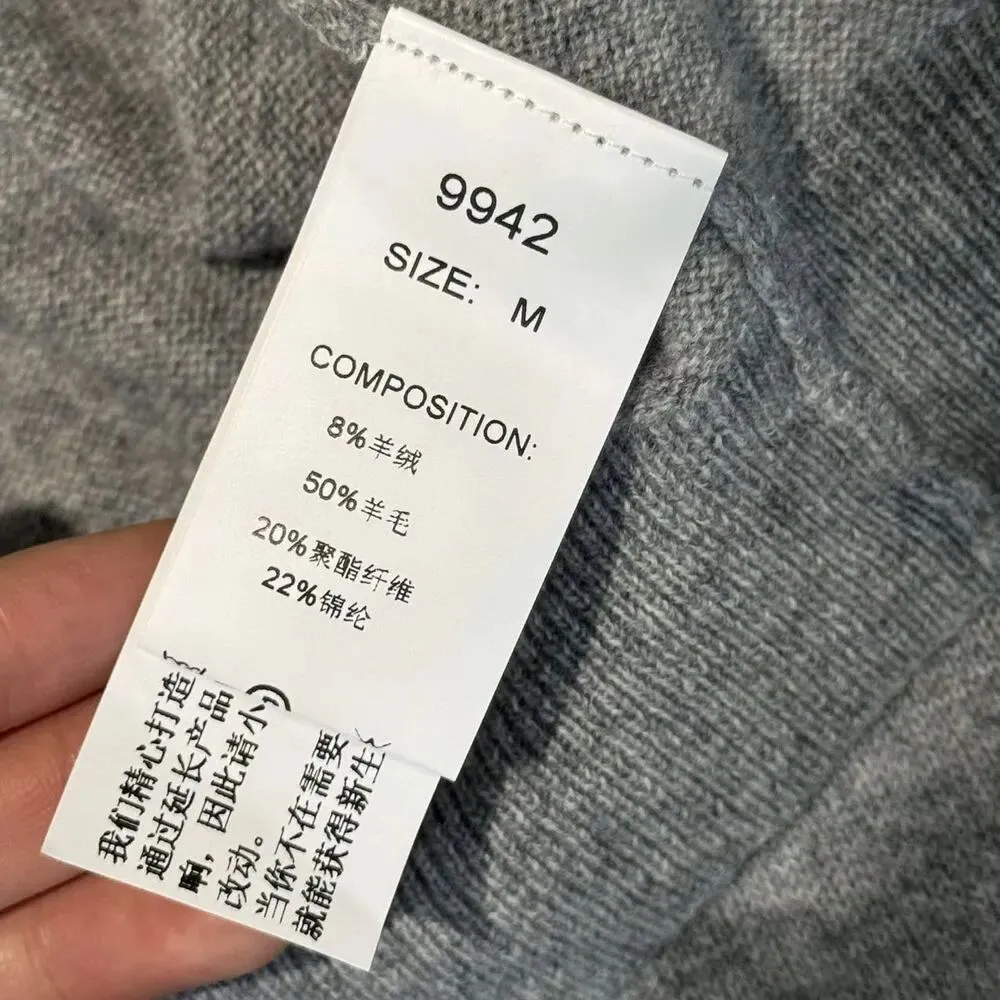 9942
SIZE: M
COMPOSITION:
8%羊绒
50%羊毛
20%聚酯纤维
22%锦纶
我们精心打造
通过延长产品
响，因此请小
改动。
当你不在需要
就能获得新生